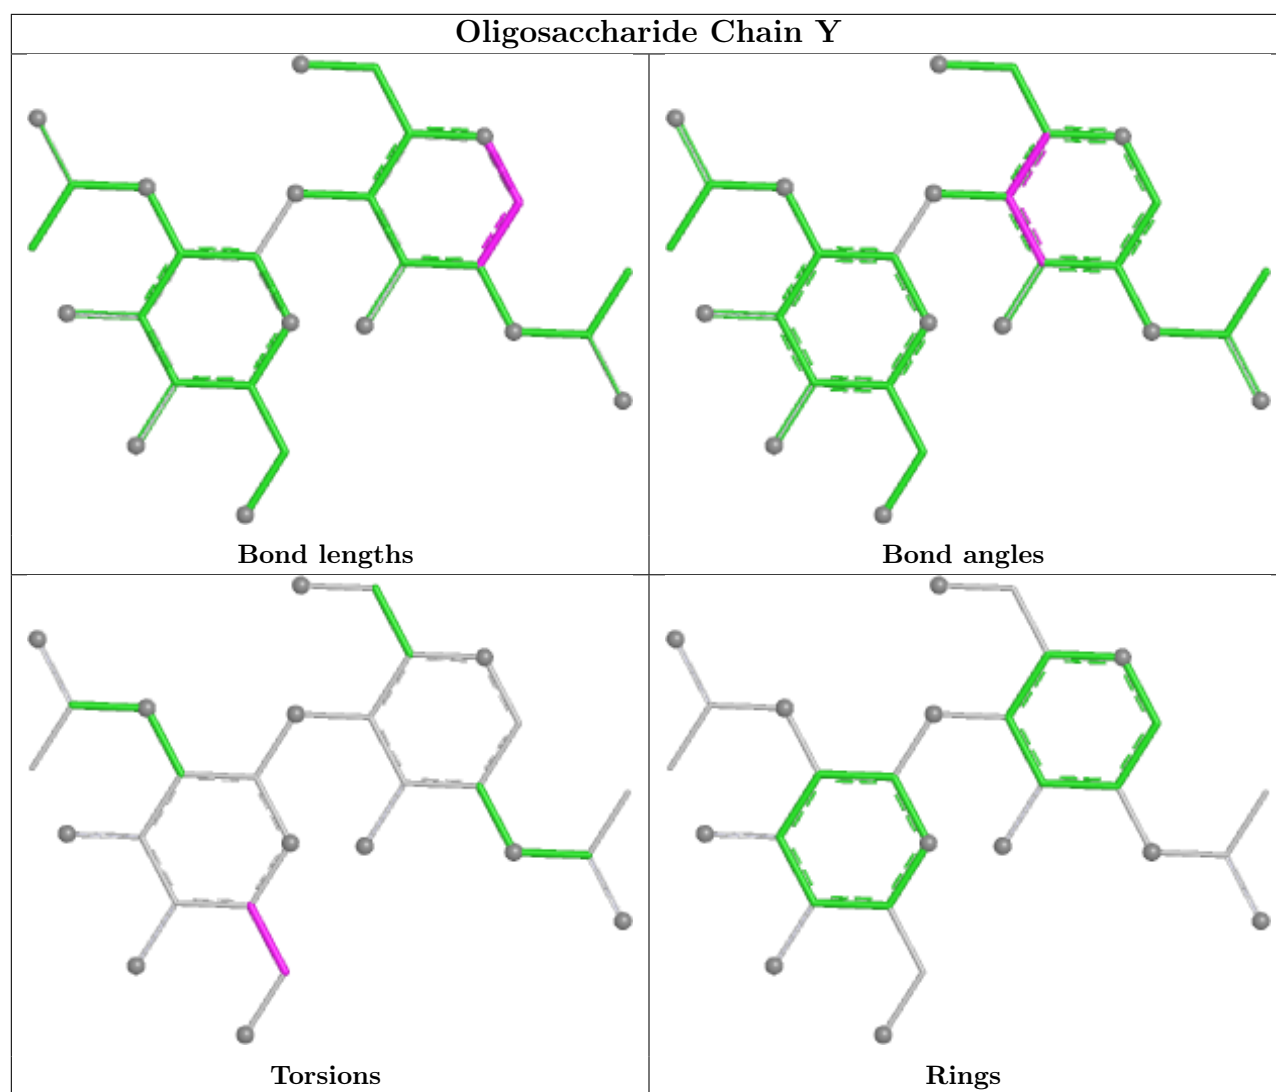 Oligosaccharide Chain Y
Bond lengths
Bond angles
Torsions
Rings